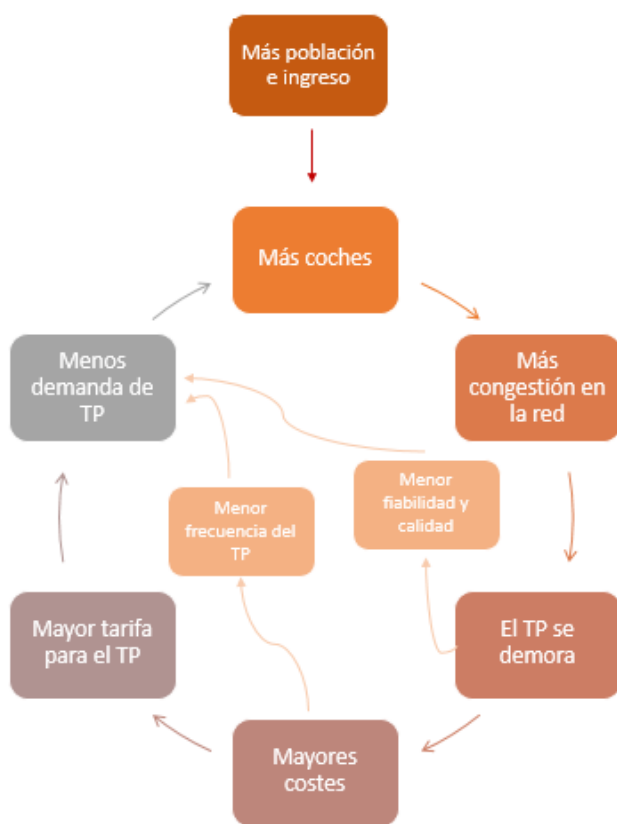 Más población
e ingreso
Más coches
Más
congestión en
la red
El TP se
demora
Mayores
costes
Mayor tarifa
para el TP
Menos
demanda de
TP
Menor
frecuencia del
TP
Menor
fiabilidad y
calidad